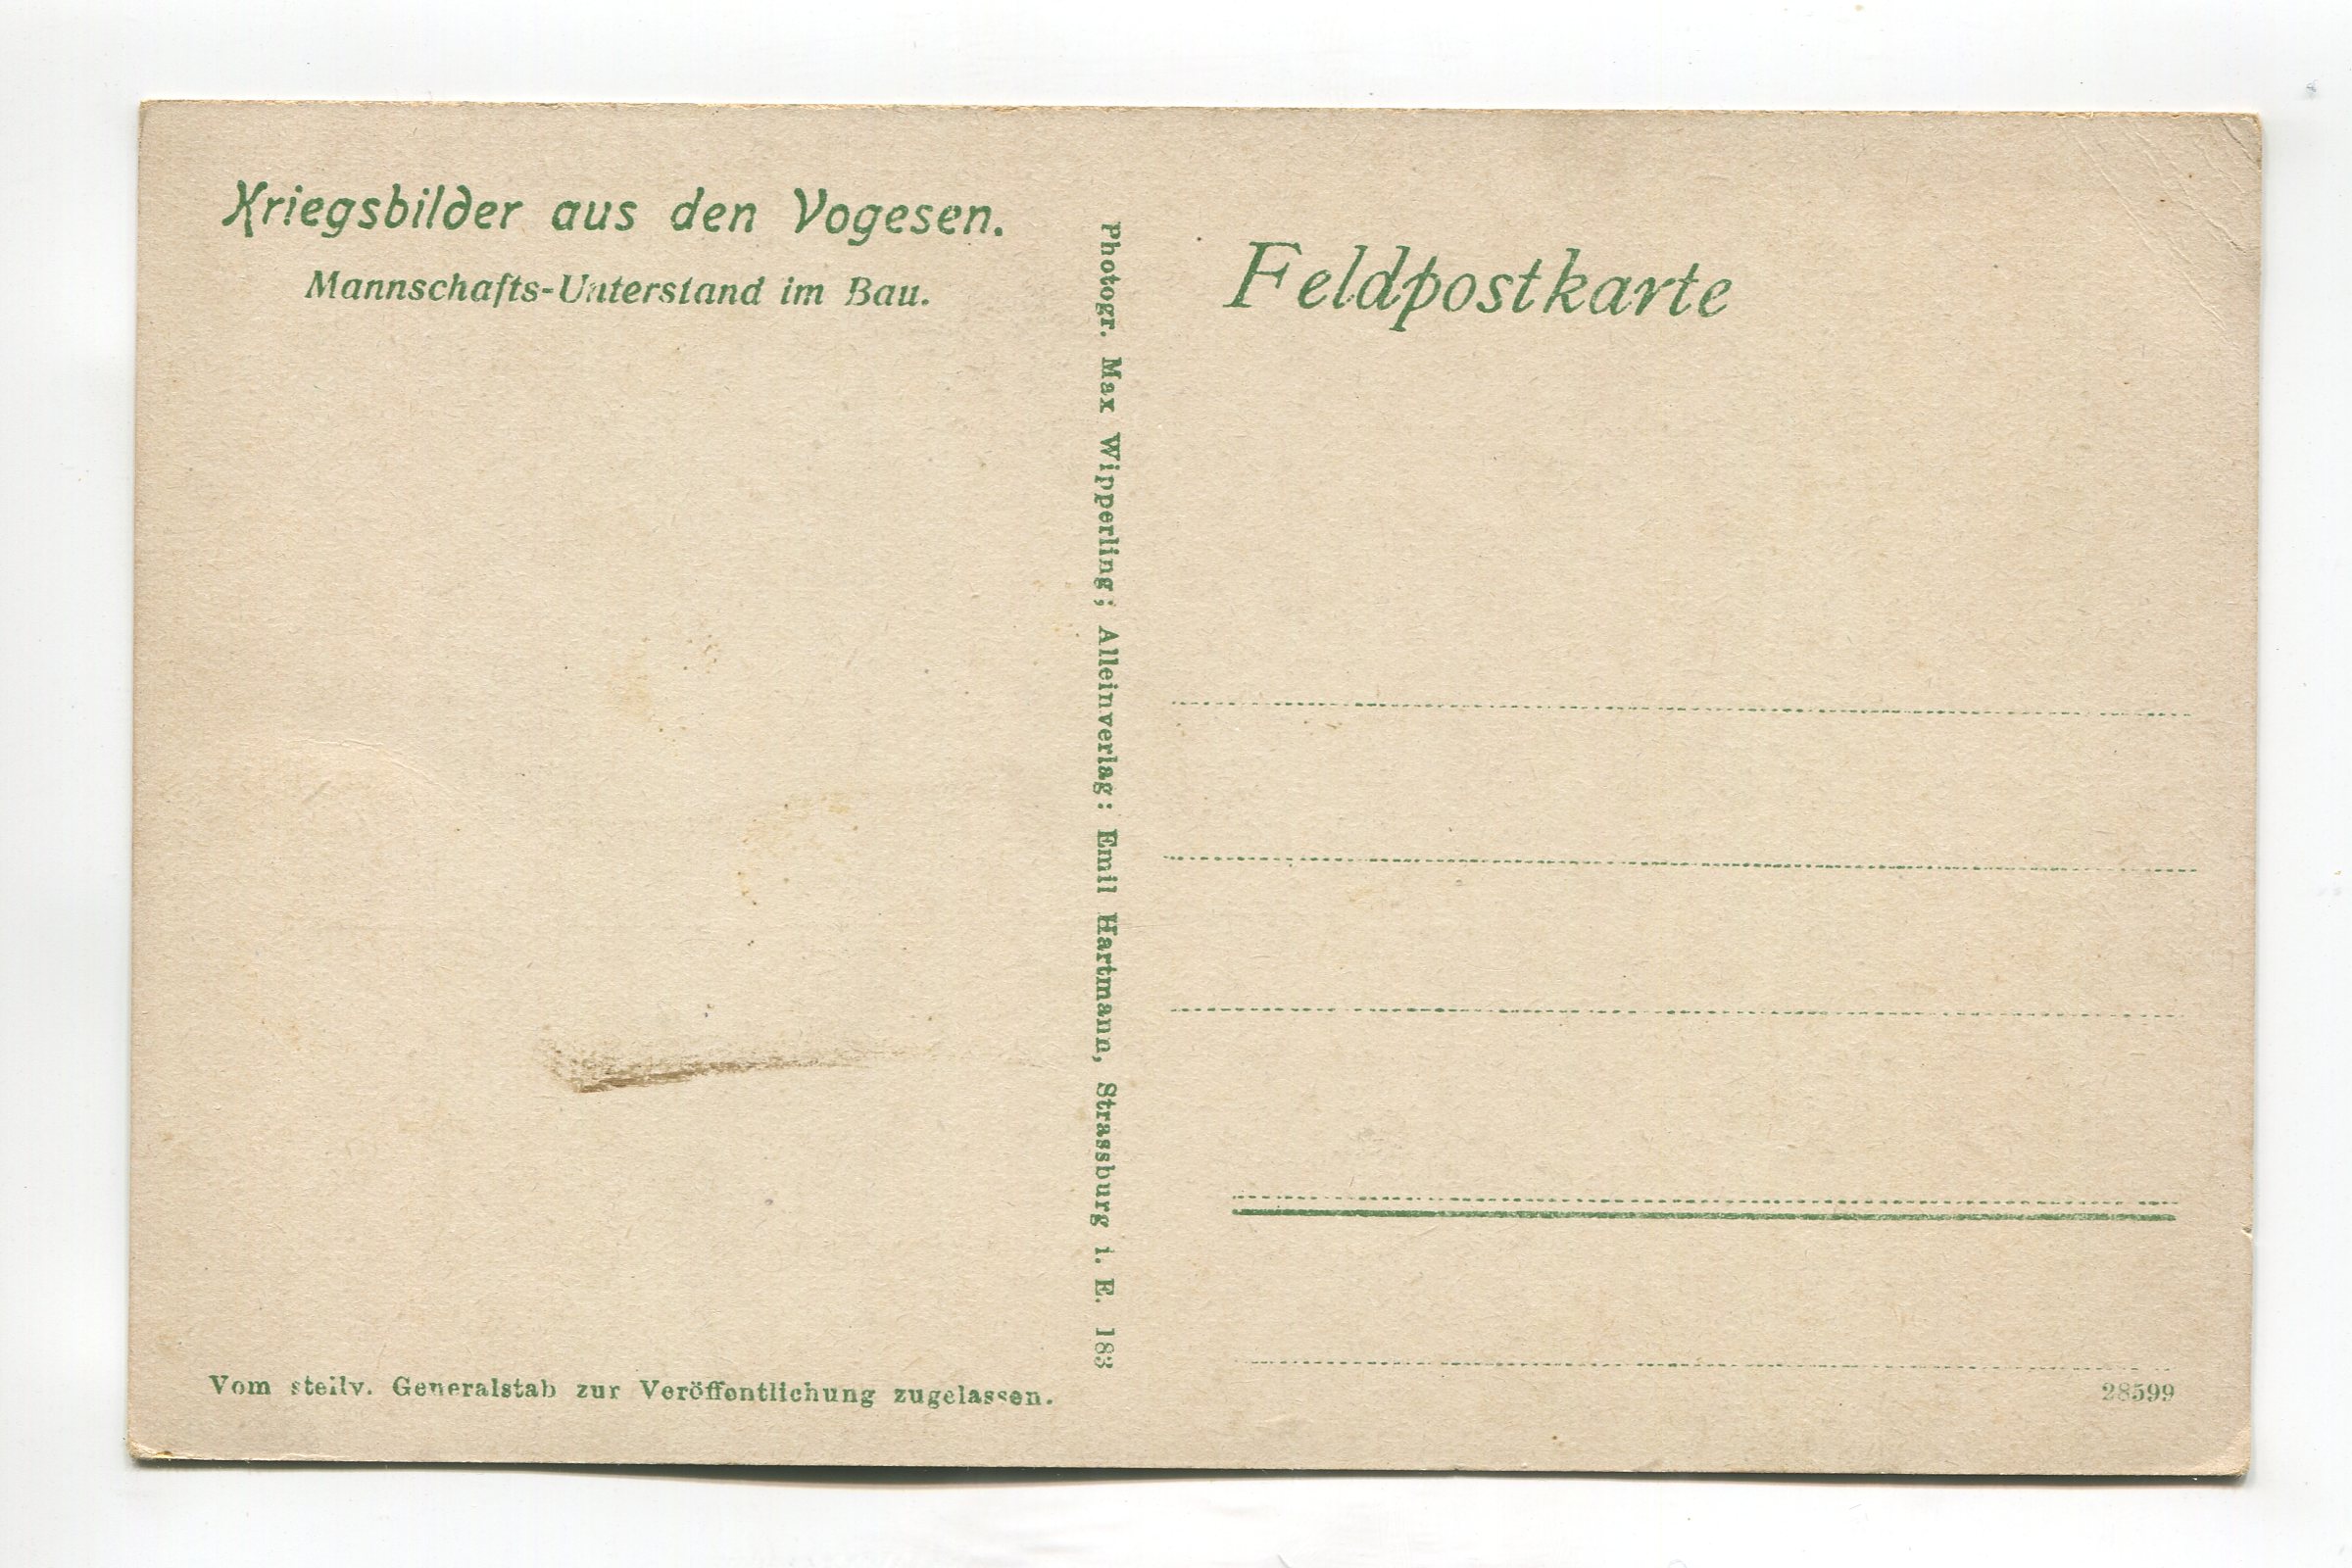 Kriegsbilder aus den Vogesen.
Mannschafts-Unterstand im Bau.
Vom stellv. Generalstab zur Veröffentlichung zugelassen.
Photogr. Max Wipperling; Alleinverlag: Emil Hartmann, Strassburg i. E. 183
Feldpostkarte
28599